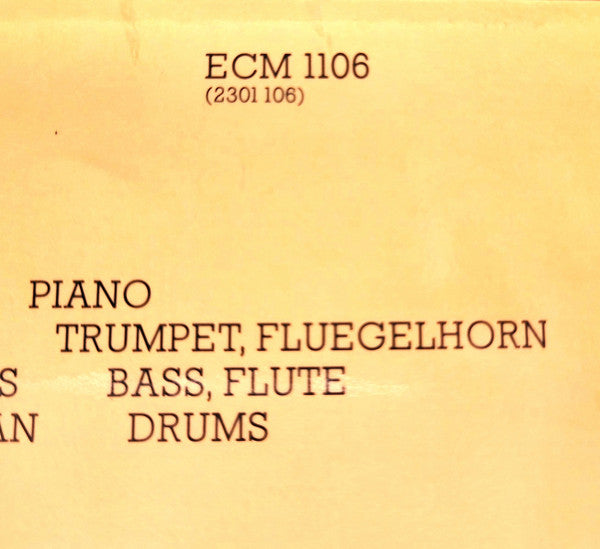 ECM 1106
(2301 106)
PIANO
TRUMPET, FLUEGELHORN
S BASS, FLUTE
AN DRUMS